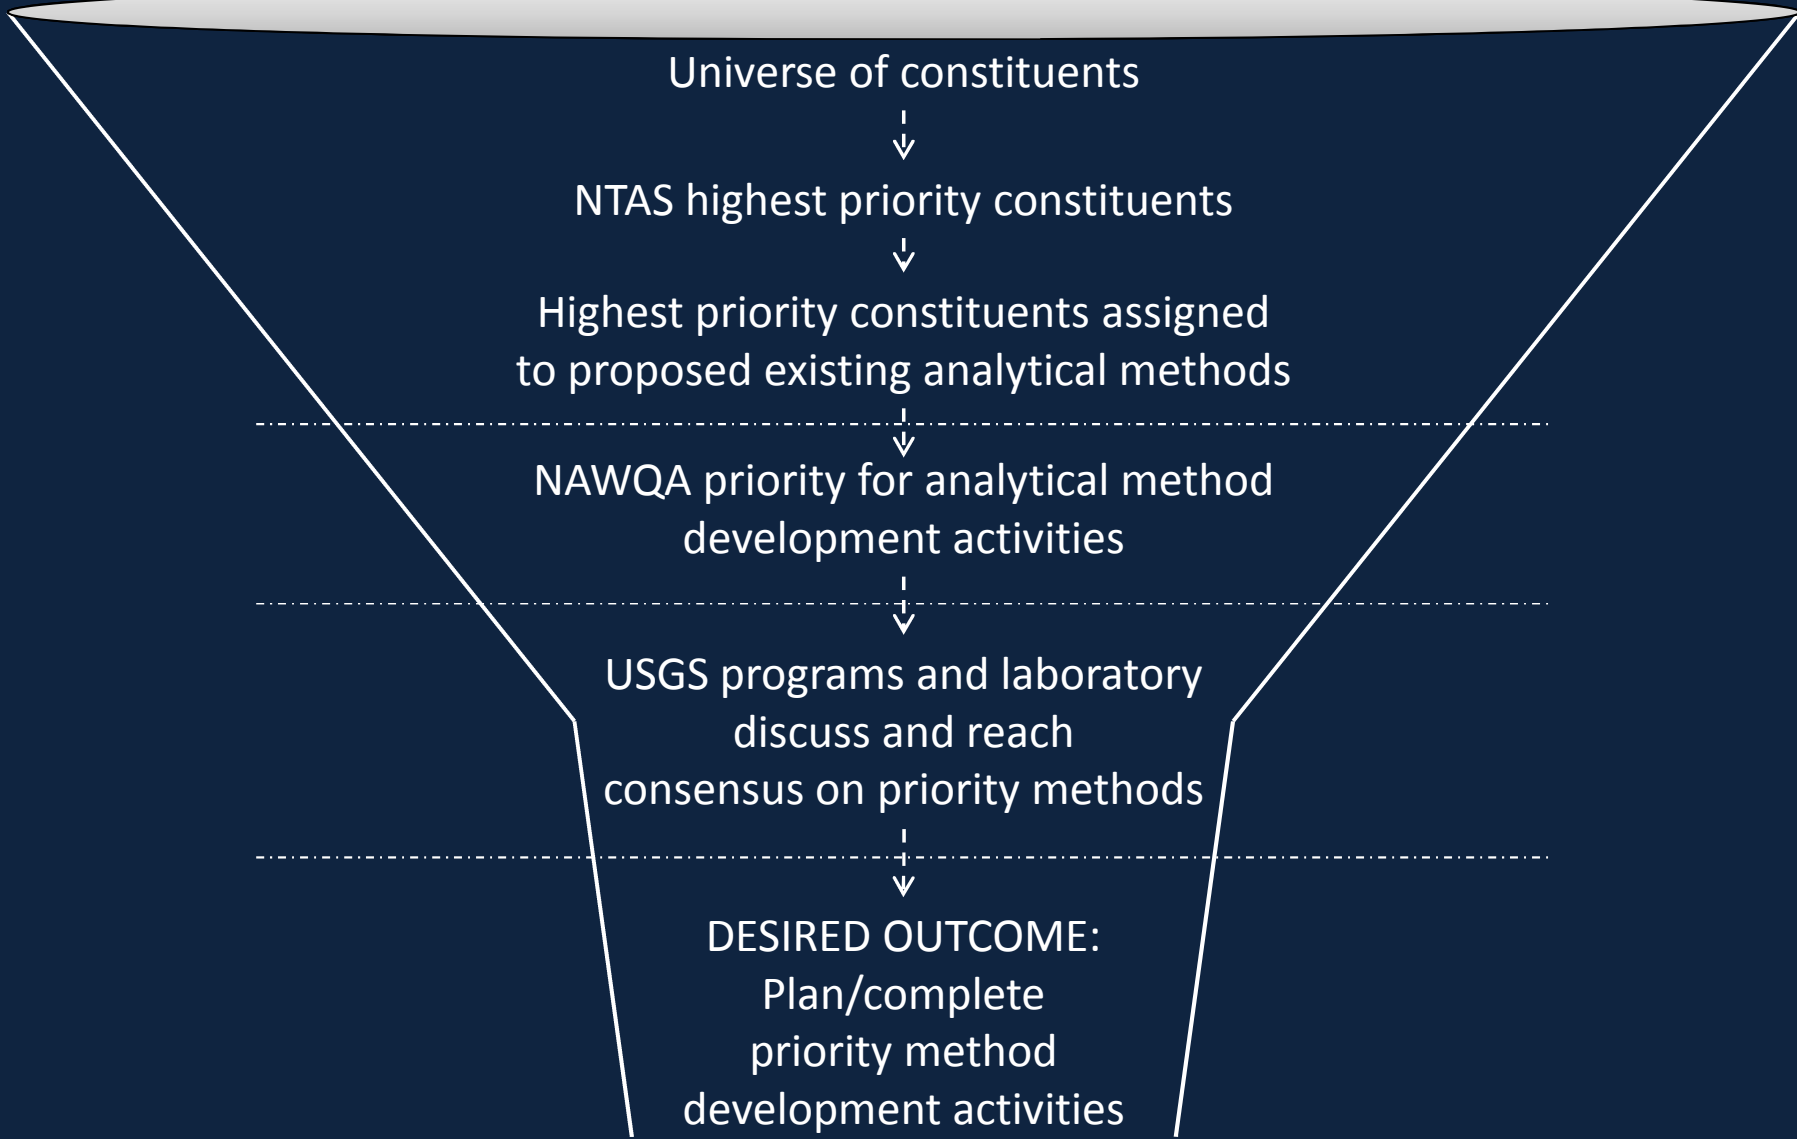 Universe of constituents
NTAS highest priority constituents
Highest priority constituents assigned
to proposed existing analytical methods
NAWQA priority for analytical method
development activities
USGS programs and laboratory
discuss and reach
consensus on priority methods
DESIRED OUTCOME:
Plan/complete
priority method
development activities